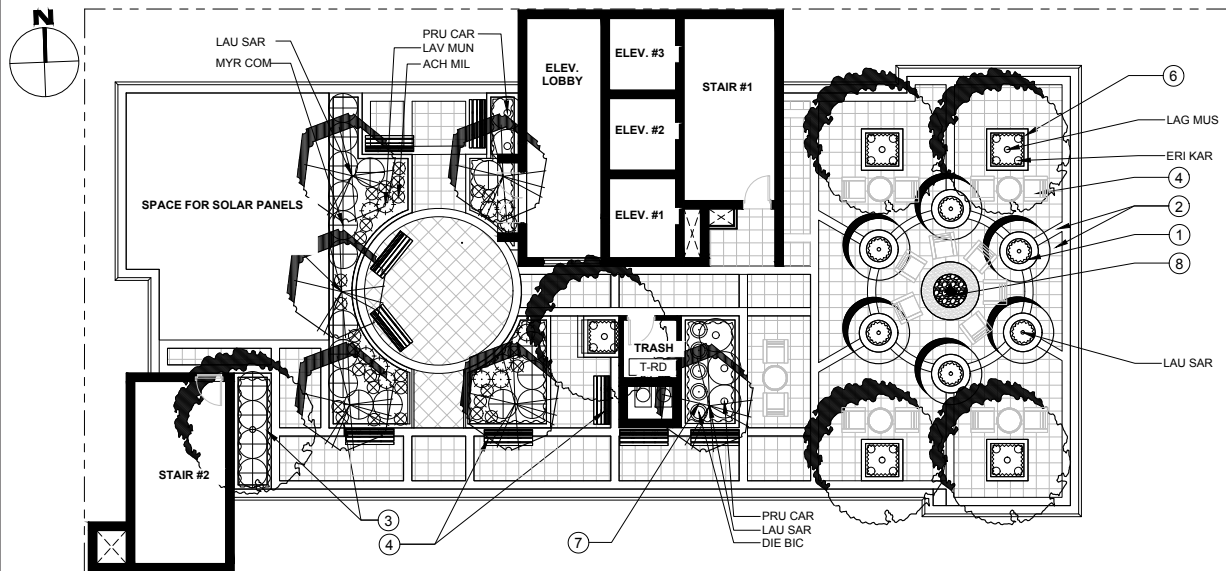 N
LAU SAR
MYR COM
PRU CAR
LAV MUN
ACH MIL
ELEV.
LOBBY
ELEV. #3
ELEV. #2
ELEV. #1
STAIR #1
SPACE FOR SOLAR PANELS
6
LAG MUS
ERI KAR
4
2
1
8
LAU SAR
TRASH
T-RD
STAIR #2
3
4
7
PRU CAR
LAU SAR
DIE BIC